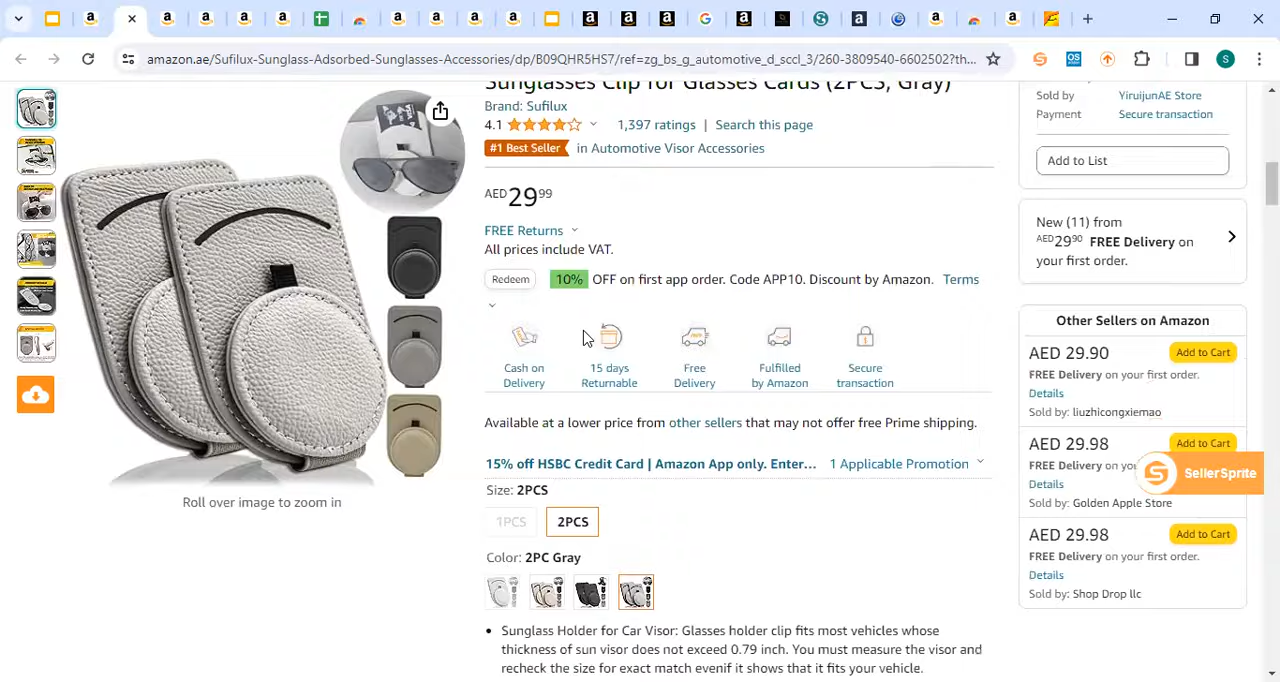 amazon.ae/Sufilux-Sunglass-Adsorbed-Sunglasses-Accessories/dp/B09QHR5HS7/ref=zg_bs_g_automotive_d_sccl_3/260-3809540-6602502?th...
Sunglasses Clip for Glasses Cards (2PCS, Gray)
Brand: Sufilux
4.1 1,397 ratings | Search this page
#1 Best Seller in Automotive Visor Accessories
AED 29 99
FREE Returns
All prices include VAT.
Redeem 10% OFF on first app order. Code APP10. Discount by Amazon. Terms
Cash on Delivery
15 days Returnable
Free Delivery
Fulfilled by Amazon
Secure transaction
Available at a lower price from other sellers that may not offer free Prime shipping.
15% off HSBC Credit Card | Amazon App only. Enter... 1 Applicable Promotion
Size: 2PCS
1PCS 2PCS
Color: 2PC Gray
• Sunglass Holder for Car Visor: Glasses holder clip fits most vehicles whose
thickness of sun visor does not exceed 0.79 inch. You must measure the visor and
recheck the size for exact match evenif it shows that it fits your vehicle.
Roll over image to zoom in
Sold by YiruijunAE Store
Payment Secure transaction
Add to List
New (11) from
AED 29 90 FREE Delivery on
your first order.
Other Sellers on Amazon
AED 29.90 Add to Cart
FREE Delivery on your first order.
Details
Sold by: liuzhicongxiemao
AED 29.98 Add to Cart
FREE Delivery on yo
Details
Sold by: Golden Apple Store
SellerSprite
AED 29.98 Add to Cart
FREE Delivery on your first order.
Details
Sold by: Shop Drop llc